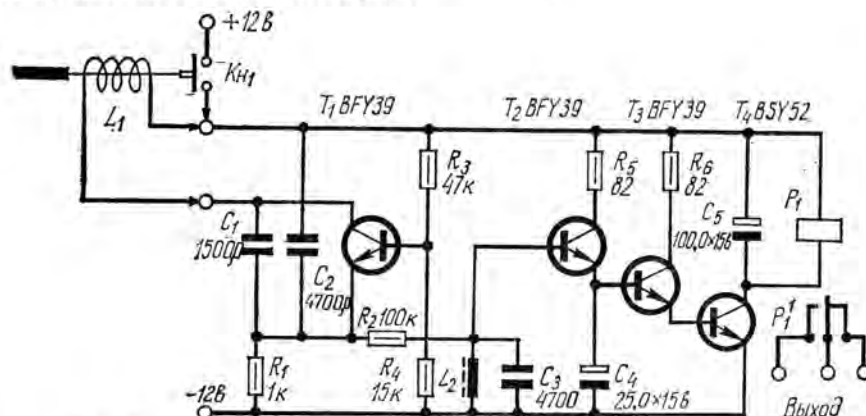 +12В
Кн1
L1
T1 BFY39
T2 BFY39
T3 BFY39
T4 BSY52
R3
47к
R5
82
R6
82
C5
100,0×15в
P1
C1
1500р
C2
4700р
R2 100к
R1
1к
R4
15к
L2
C3
4700
C4
25,0×15в
P1¹
-12В
Выход